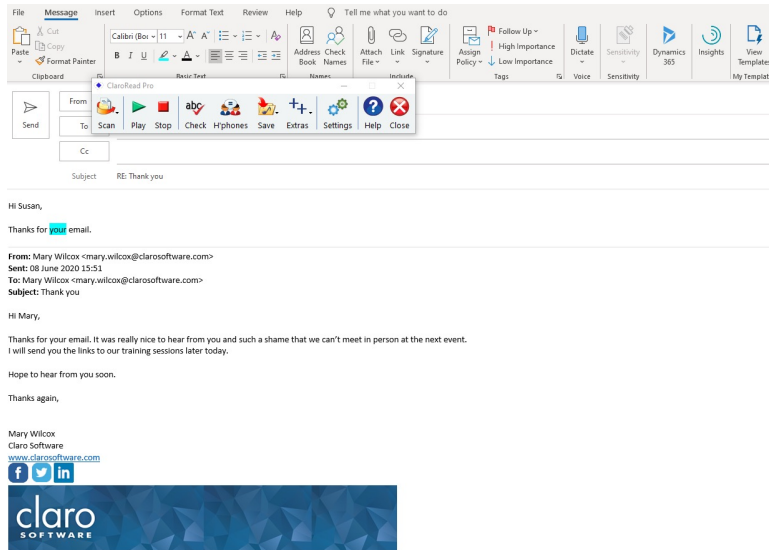 File Message Insert Options Format Text Review Help Tell me what you want to do
Cut
Copy
Format Painter
Paste
Clipboard
Calibri (Boc 11
B I U
Basic Text
Address Book
Check Names
Names
Attach File
Link
Signature
Include
Assign Policy
Follow Up
High Importance
Low Importance
Tags
Dictate
Voice
Sensitivity
Sensitivity
Dynamics 365
Insights
View Templates
My Templat
ClaroRead Pro
abc
Scan Play Stop Check H'phones Save Extras Settings Help Close
Send
From
To
Cc
Subject RE: Thank you
Hi Susan,
Thanks for your email.
From: Mary Wilcox <mary.wilcox@clarosoftware.com>
Sent: 08 June 2020 15:51
To: Mary Wilcox <mary.wilcox@clarosoftware.com>
Subject: Thank you
Hi Mary,
Thanks for your email. It was really nice to hear from you and such a shame that we can't meet in person at the next event.
I will send you the links to our training sessions later today.
Hope to hear from you soon.
Thanks again,
Mary Wilcox
Claro Software
www.clarosoftware.com
f in
claro
SOFTWARE